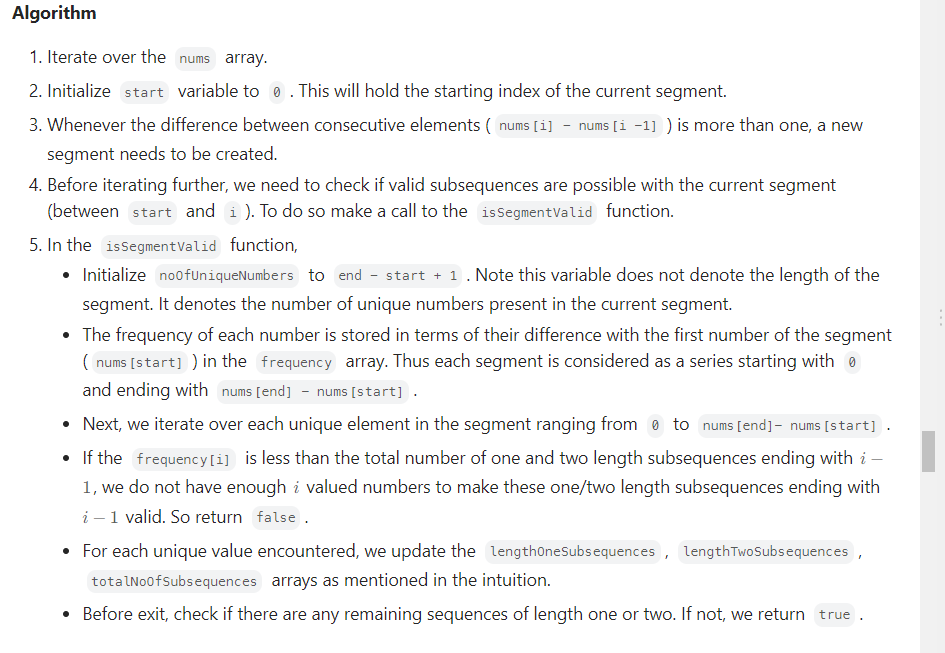 Algorithm
1. Iterate over the nums array.
2. Initialize start variable to 0 . This will hold the starting index of the current segment.
3. Whenever the difference between consecutive elements ( nums[i] - nums[i -1] ) is more than one, a new
segment needs to be created.
4. Before iterating further, we need to check if valid subsequences are possible with the current segment
(between start and i ). To do so make a call to the isSegmentValid function.
5. In the isSegmentValid function,
• Initialize noOfUniqueNumbers to end - start + 1 . Note this variable does not denote the length of the
segment. It denotes the number of unique numbers present in the current segment.
• The frequency of each number is stored in terms of their difference with the first number of the segment
( nums[start] ) in the frequency array. Thus each segment is considered as a series starting with 0
and ending with nums[end] - nums[start] .
• Next, we iterate over each unique element in the segment ranging from 0 to nums[end]- nums[start] .
• If the frequency[i] is less than the total number of one and two length subsequences ending with i −
1, we do not have enough i valued numbers to make these one/two length subsequences ending with
i − 1 valid. So return false .
• For each unique value encountered, we update the lengthOneSubsequences , lengthTwoSubsequences ,
totalNoOfSubsequences arrays as mentioned in the intuition.
• Before exit, check if there are any remaining sequences of length one or two. If not, we return true .